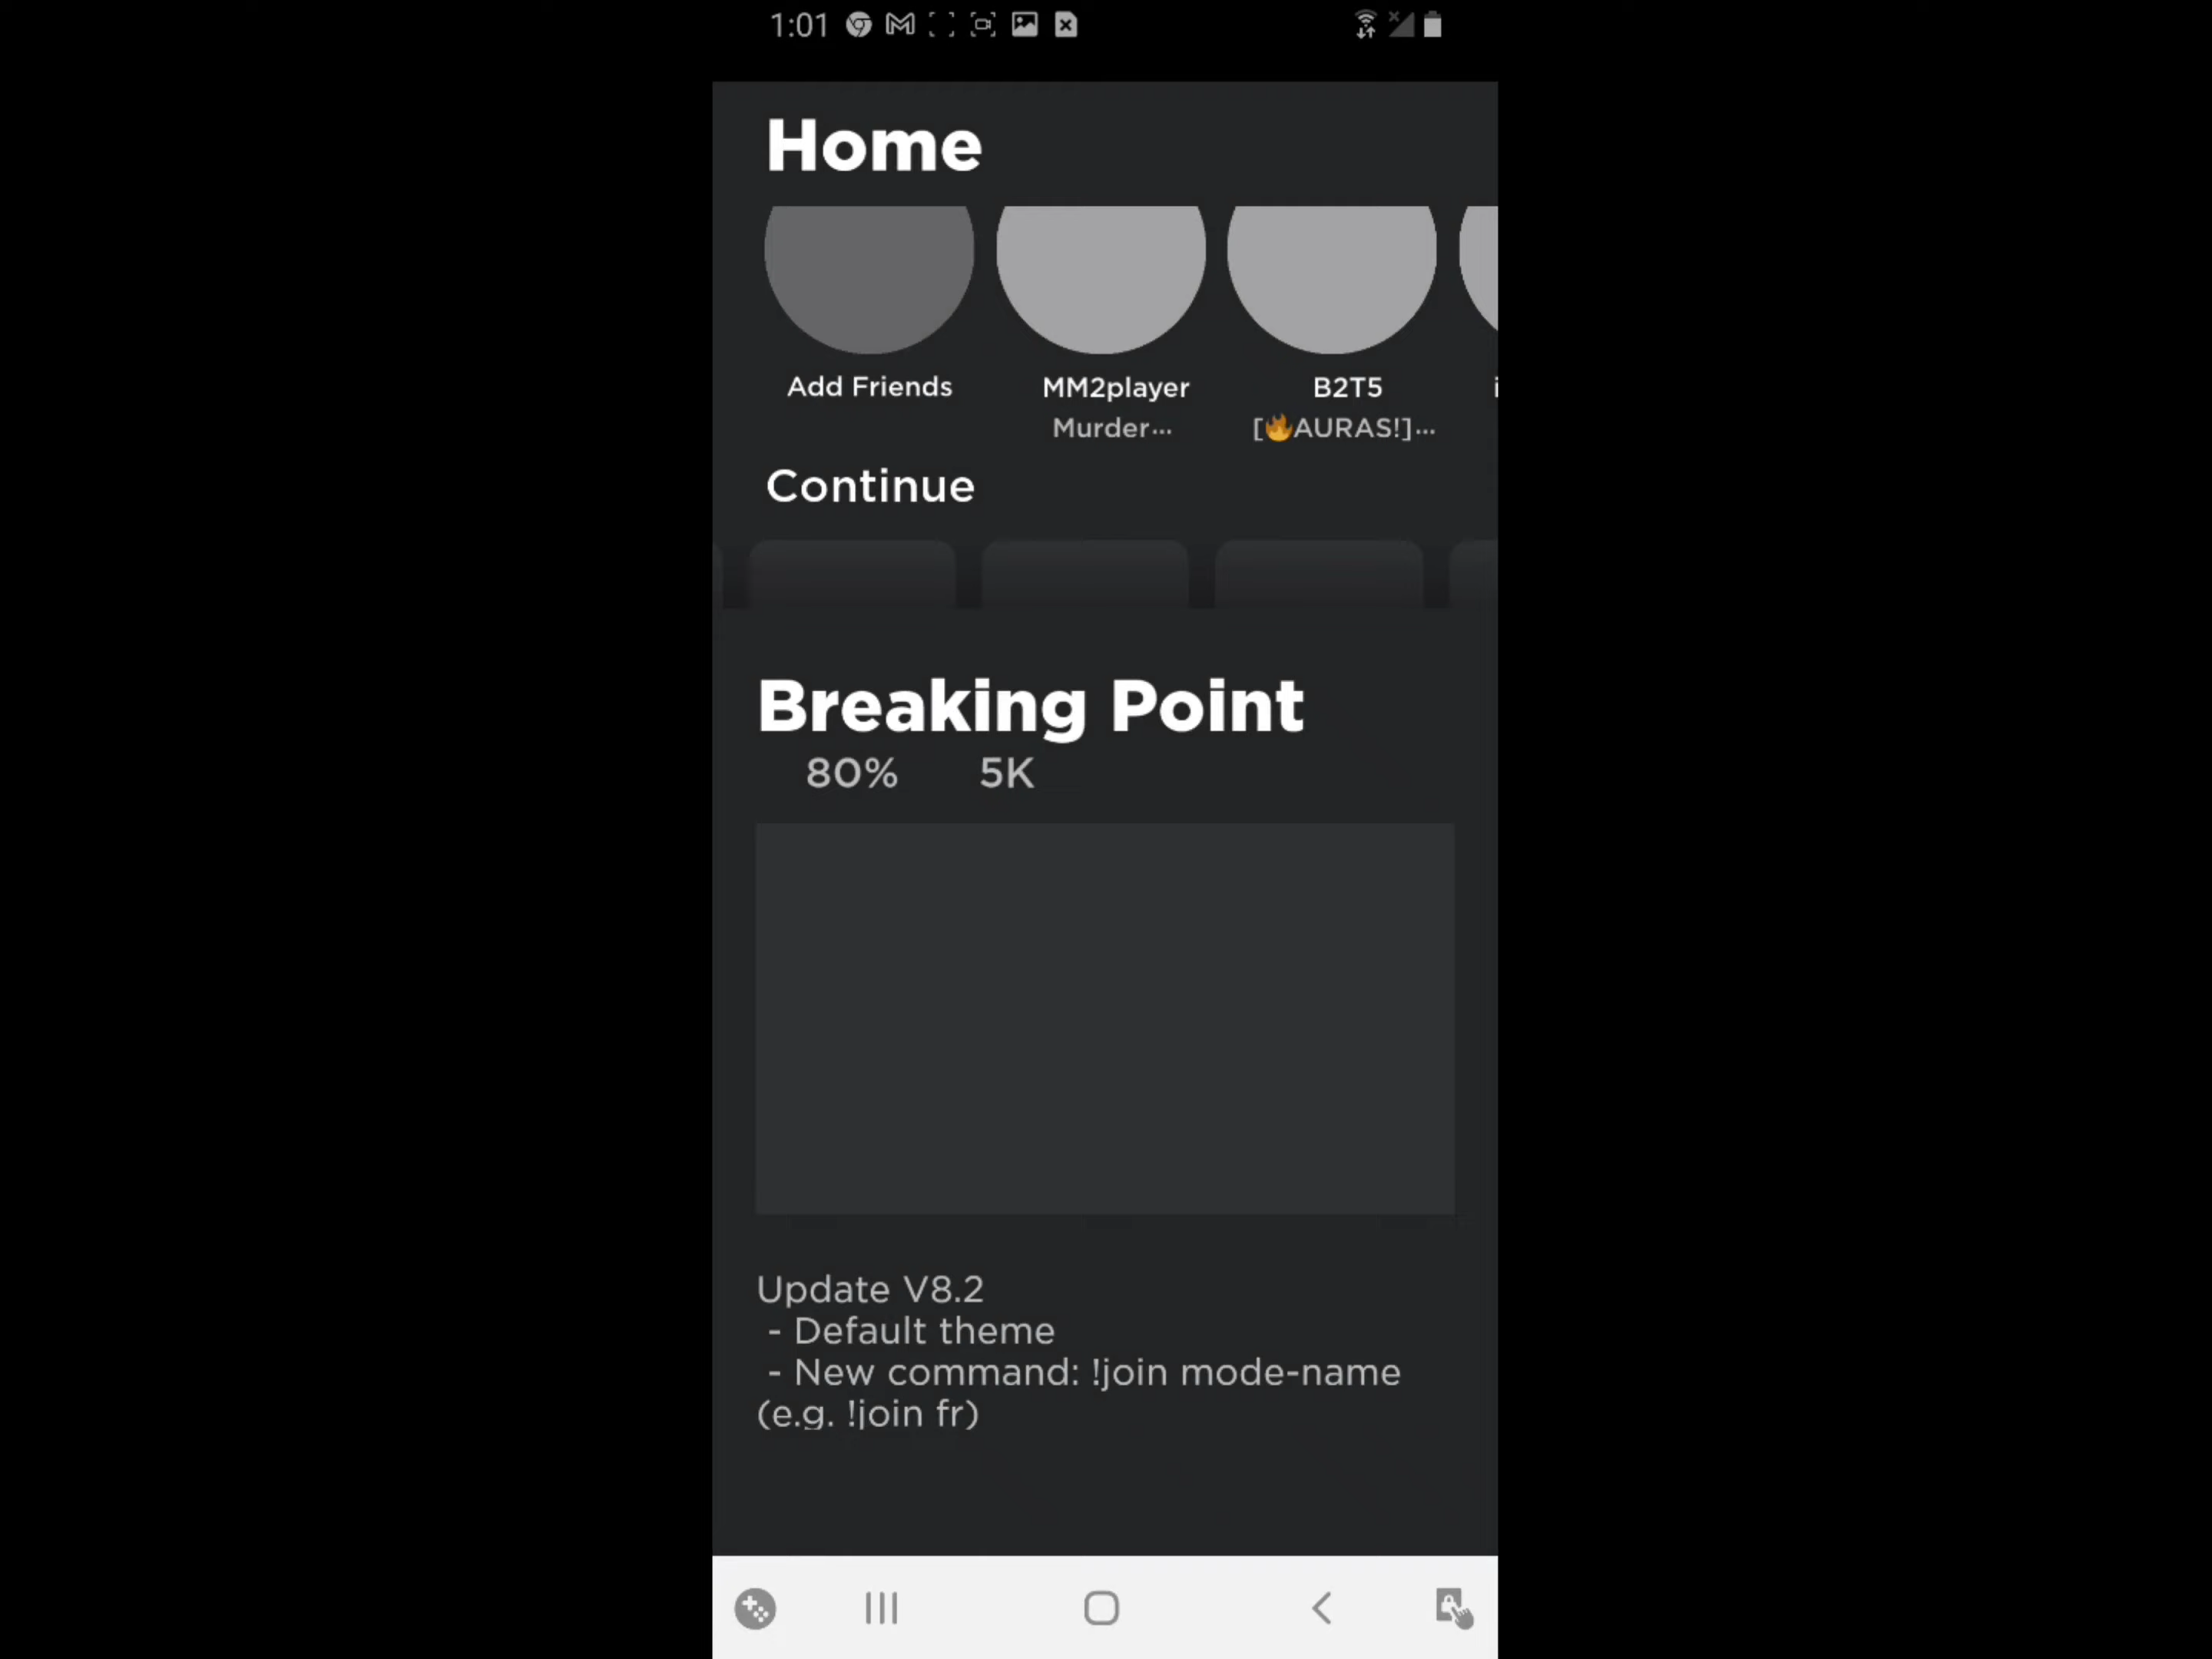 1:01
Home
Add Friends
MM2player
B2T5
Murder...
[🔥AURAS!]...
Continue
Breaking Point
80% 5K
Update V8.2
- Default theme
- New command: !join mode-name
(e.g. !join fr)